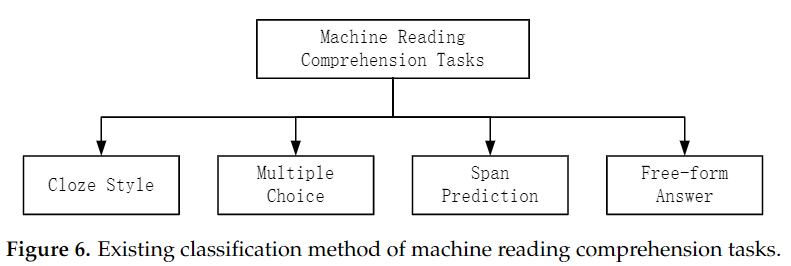 Machine Reading
Comprehension Tasks
Cloze Style
Multiple
Choice
Span
Prediction
Free-form
Answer
Figure 6. Existing classification method of machine reading comprehension tasks.